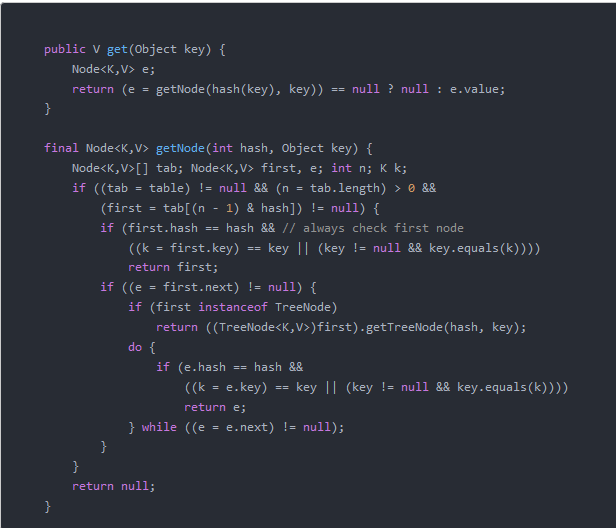 public V get(Object key) {
    Node<K,V> e;
    return (e = getNode(hash(key), key)) == null ? null : e.value;
}
final Node<K,V> getNode(int hash, Object key) {
    Node<K,V>[] tab; Node<K,V> first, e; int n; K k;
    if ((tab = table) != null && (n = tab.length) > 0 &&
        (first = tab[(n - 1) & hash]) != null) {
        if (first.hash == hash && // always check first node
            ((k = first.key) == key || (key != null && key.equals(k))))
            return first;
        if ((e = first.next) != null) {
            if (first instanceof TreeNode)
                return ((TreeNode<K,V>)first).getTreeNode(hash, key);
            do {
                if (e.hash == hash &&
                    ((k = e.key) == key || (key != null && key.equals(k))))
                    return e;
            } while ((e = e.next) != null);
        }
    }
    return null;
}